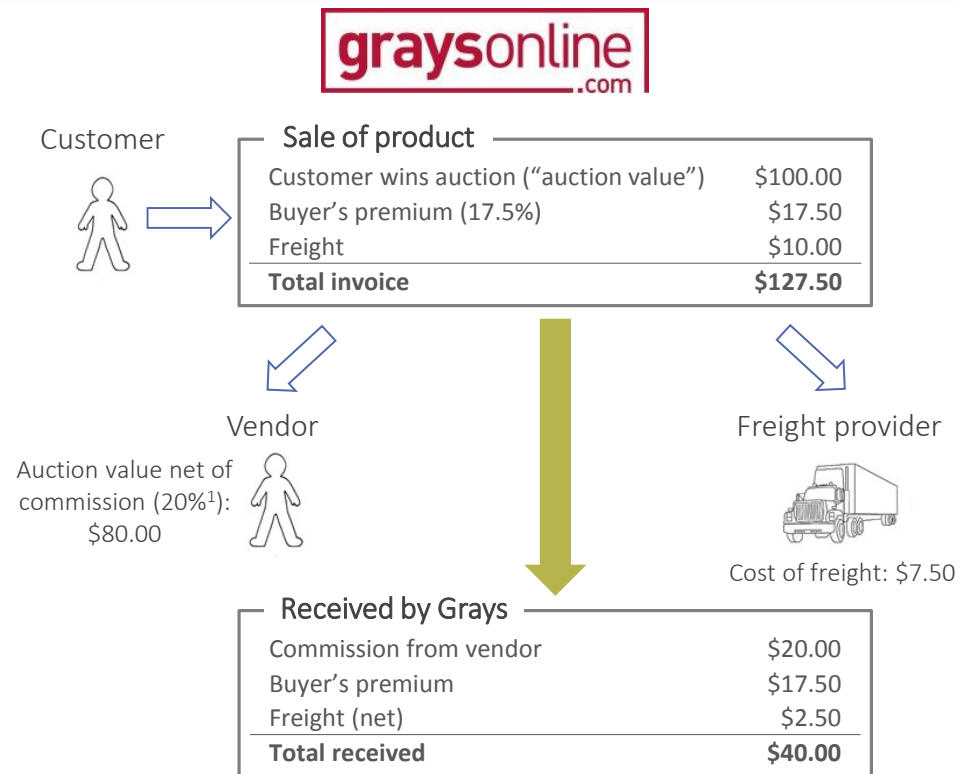 graysonline
.com
Customer
Sale of product
Customer wins auction (“auction value”) $100.00
Buyer’s premium (17.5%) $17.50
Freight $10.00
Total invoice $127.50
Vendor
Auction value net of
commission (20%¹):
$80.00
Freight provider
Cost of freight: $7.50
Received by Grays
Commission from vendor $20.00
Buyer’s premium $17.50
Freight (net) $2.50
Total received $40.00